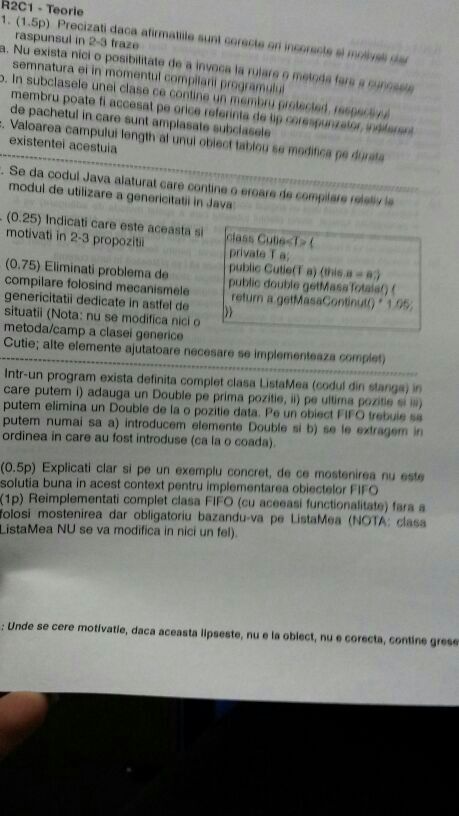 R2C1 - Teorie
1. (1.5p) Precizati daca afirmatiile sunt corecte ori incorecte si motivati dar
raspunsul in 2-3 fraze
a. Nu exista nici o posibilitate de a invoca la rulare o metoda fara a cunoaste
semnatura ei in momentul compilarii programului
b. In subclasele unei clase ce contine un membru protected, respectivul
membru poate fi accesat pe orice referinta de tip corespunzator, indiferent
de pachetul in care sunt amplasate subclasele
. Valoarea campului length al unui obiect tablou se modifica pe durata
existentei acestuia
. Se da codul Java alaturat care contine o eroare de compilare relativ la
modul de utilizare a genericitatii in Java:
. (0.25) Indicati care este aceasta si
motivati in 2-3 propozitii
class Cutie<T> {
private T a;
public Cutie(T a) {this.a = a;}
public double getMasaTotala() {
return a.getMasaContinut() * 1.05;
}}
(0.75) Eliminati problema de
compilare folosind mecanismele
genericitatii dedicate in astfel de
situatii (Nota: nu se modifica nici o
metoda/camp a clasei generice
Cutie; alte elemente ajutatoare necesare se implementeaza complet)
Intr-un program exista definita complet clasa ListaMea (codul din stanga) in
care putem i) adauga un Double pe prima pozitie, ii) pe ultima pozitie si iii)
putem elimina un Double de la o pozitie data. Pe un obiect FIFO trebuie sa
putem numai sa a) introducem elemente Double si b) se le extragem in
ordinea in care au fost introduse (ca la o coada).
(0.5p) Explicati clar si pe un exemplu concret, de ce mostenirea nu este
solutia buna in acest context pentru implementarea obiectelor FIFO
(1p) Reimplementati complet clasa FIFO (cu aceeasi functionalitate) fara a
folosi mostenirea dar obligatoriu bazandu-va pe ListaMea (NOTA: clasa
ListaMea NU se va modifica in nici un fel).
: Unde se cere motivatie, daca aceasta lipseste, nu e la obiect, nu e corecta, contine grese